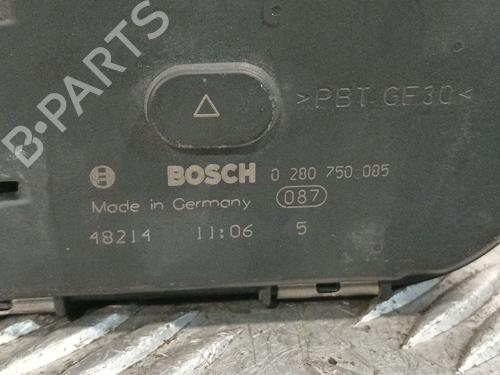 >PBT GF30<
BOSCH 0 280 750 085
Made in Germany 087
48214 11:06 5
B-PARTS